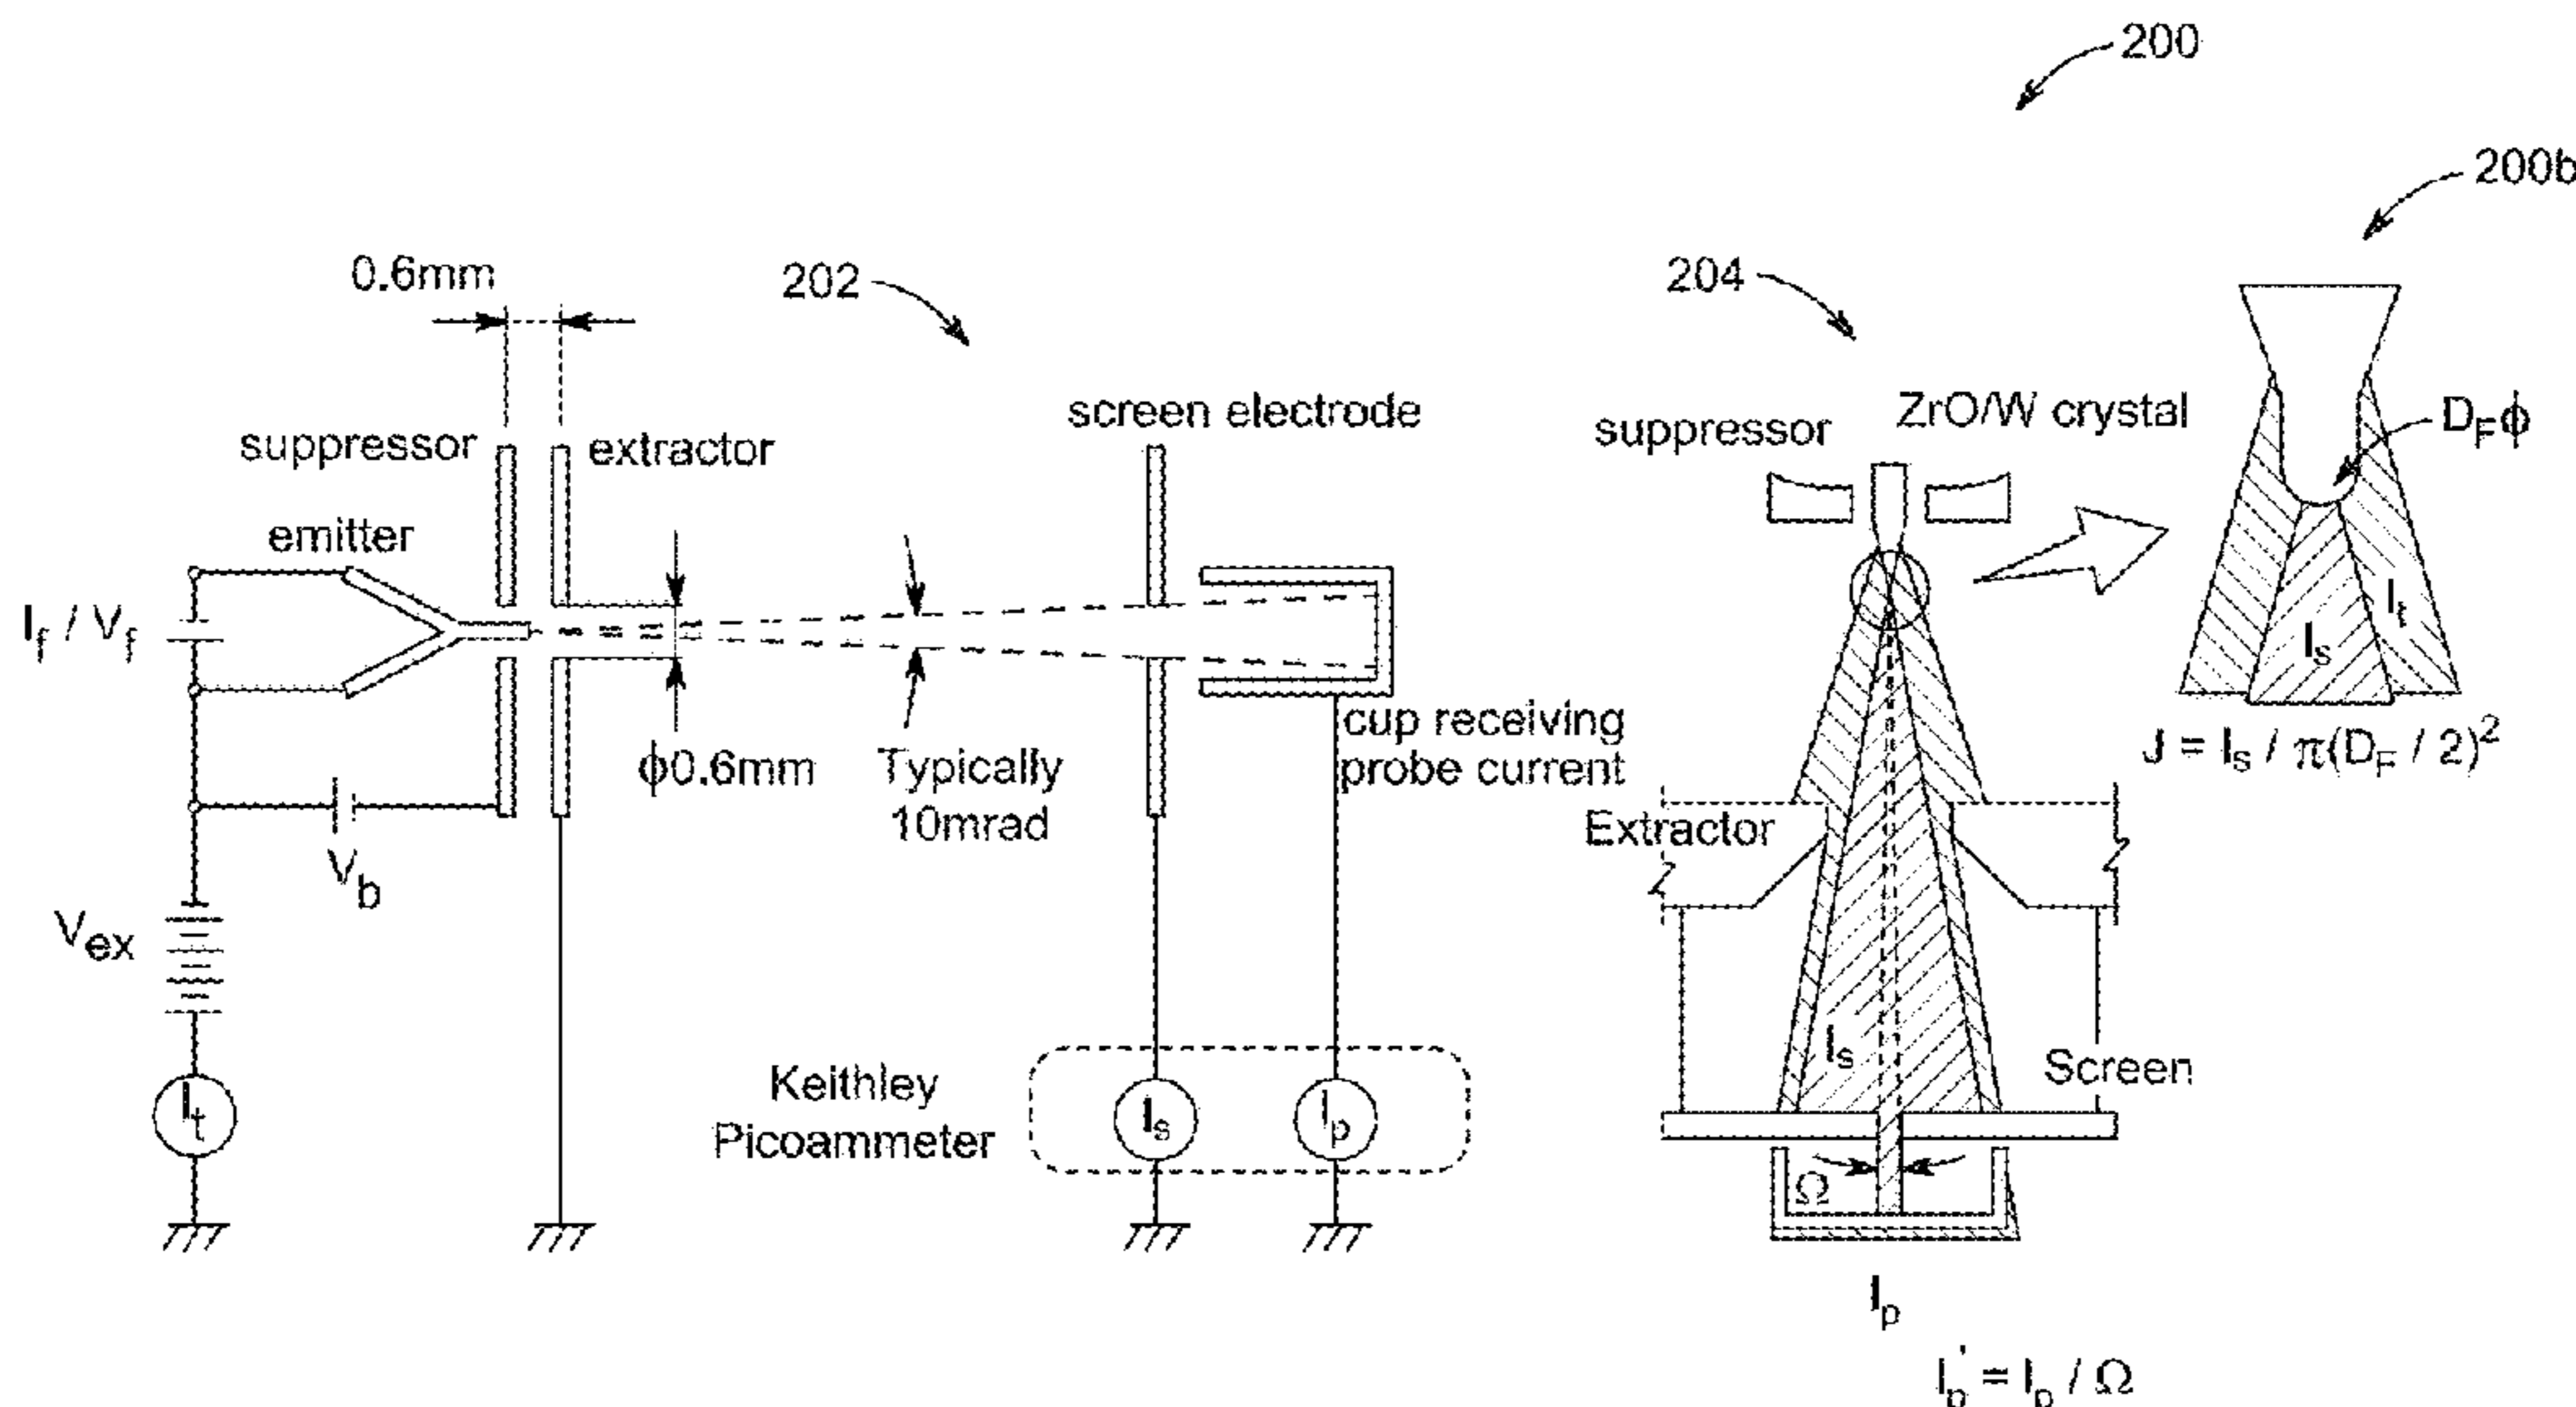 200
200b
0.6mm
202
204
suppressor
extractor
screen electrode
suppressor
ZrO/W crystal
D_Fϕ
emitter
I_f / V_f
I_t
I_s
ϕ0.6mm
Typically
10mrad
cup receiving
probe current
J = I_s / π(D_F / 2)²
Extractor
V_b
V_ex
I_s
Screen
Keithley
Picoammeter
I_t
I_s
I_p
Ω
I_p
I_p' = I_p / Ω